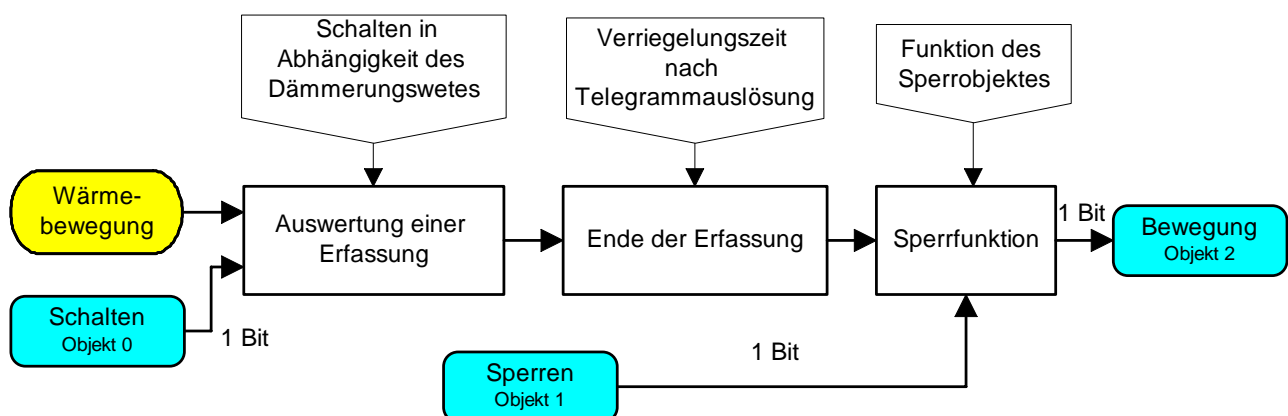 Schalten in
Abhängigkeit des
Dämmerungswetes
Verriegelungszeit
nach
Telegrammauslösung
Funktion des
Sperrobjektes
Wärme-
bewegung
Auswertung einer
Erfassung
Ende der Erfassung
Sperrfunktion
1 Bit
Bewegung
Objekt 2
Schalten
Objekt 0
1 Bit
Sperren
Objekt 1
1 Bit